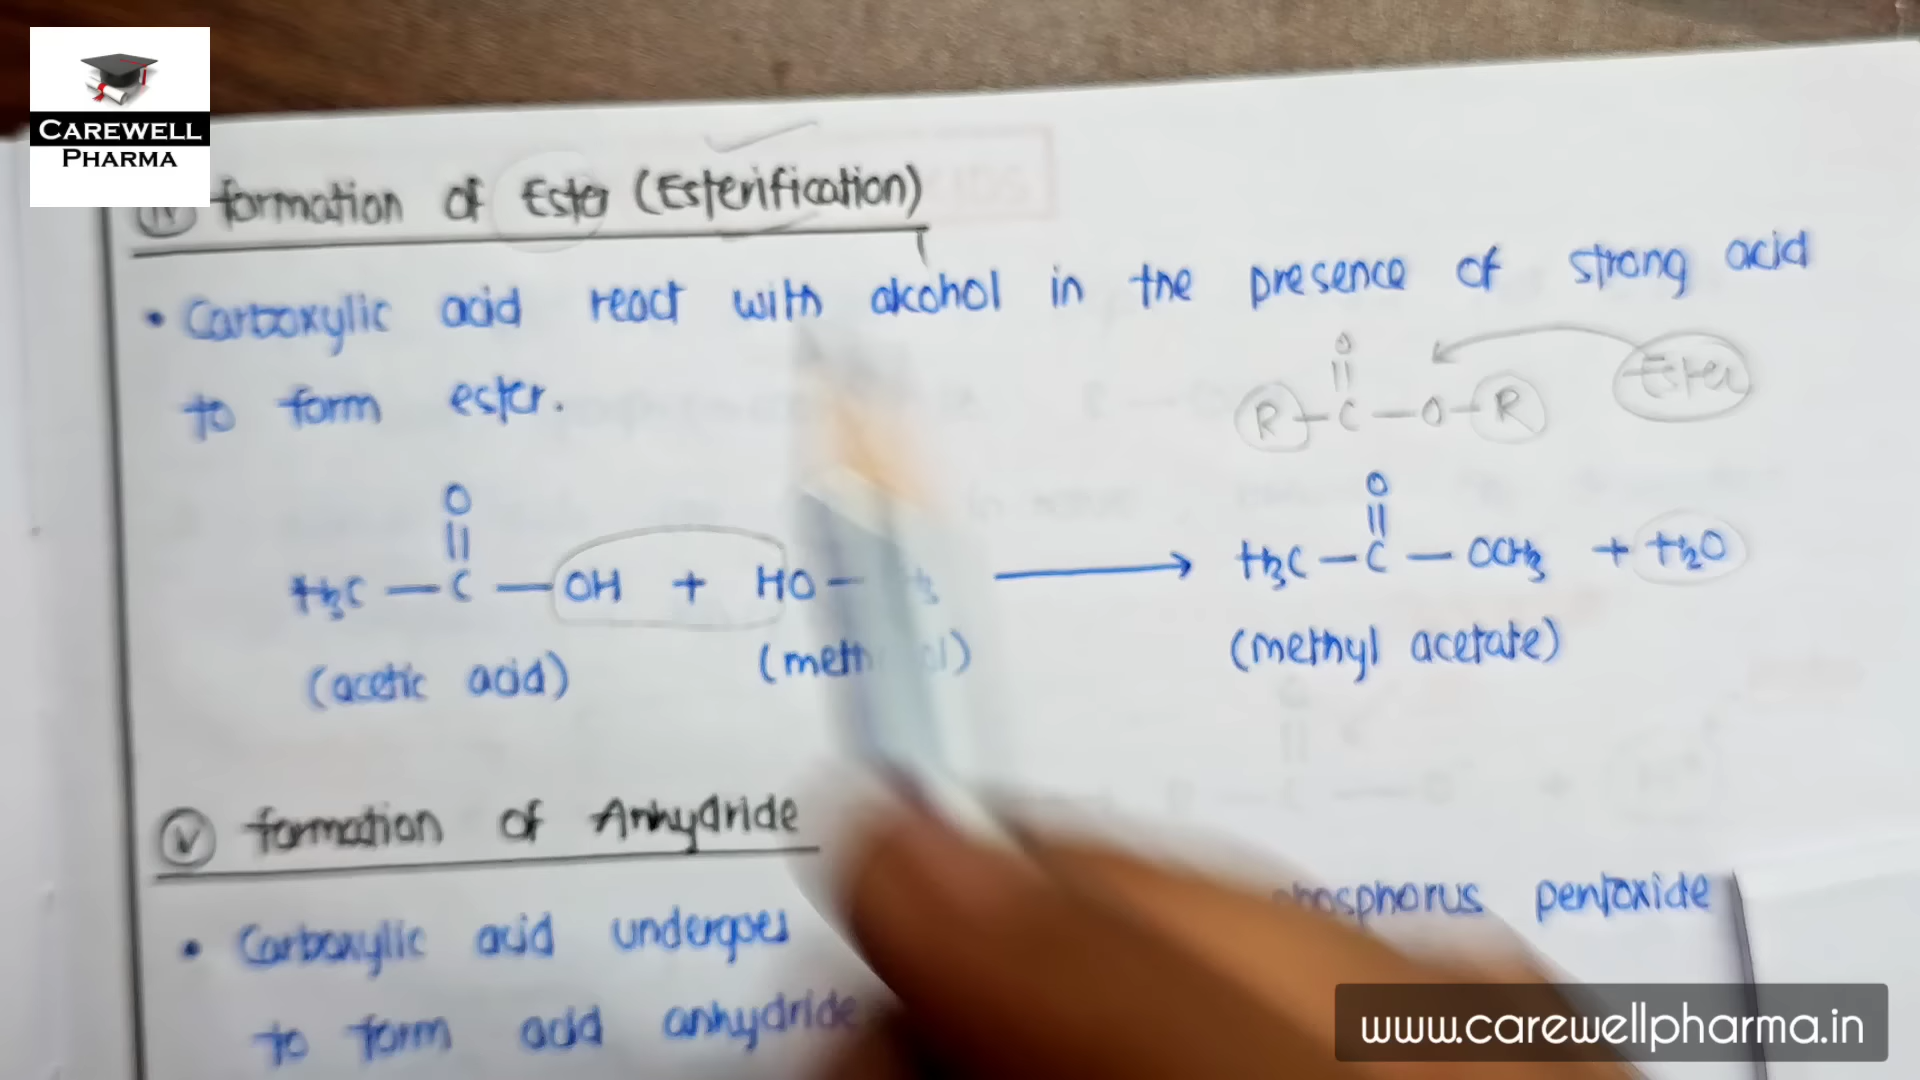 CAREWELL
PHARMA
formation of Ester (Esterification)
• Carboxylic acid react with alcohol in the presence of strong acid
to form ester.
O
||
R — C — O — R
Ester
O
||
H₃C — C — OH + HO —
O
||
H₃C — C — OCH₃ + H₂O
(acetic acid)
(methyl acetate)
Ⓥ formation of Anhydride
• Carboxylic acid undergoes
phosphorus pentoxide
to form acid anhydride
www.carewellpharma.in